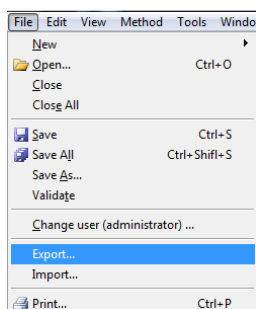 File Edit View Method Tools Windo
New
Open... Ctrl+O
Close
Close All
Save Ctrl+S
Save All Ctrl+Shifl+S
Save As...
Validate
Change user (administrator) ...
Export...
Import...
Print... Ctrl+P